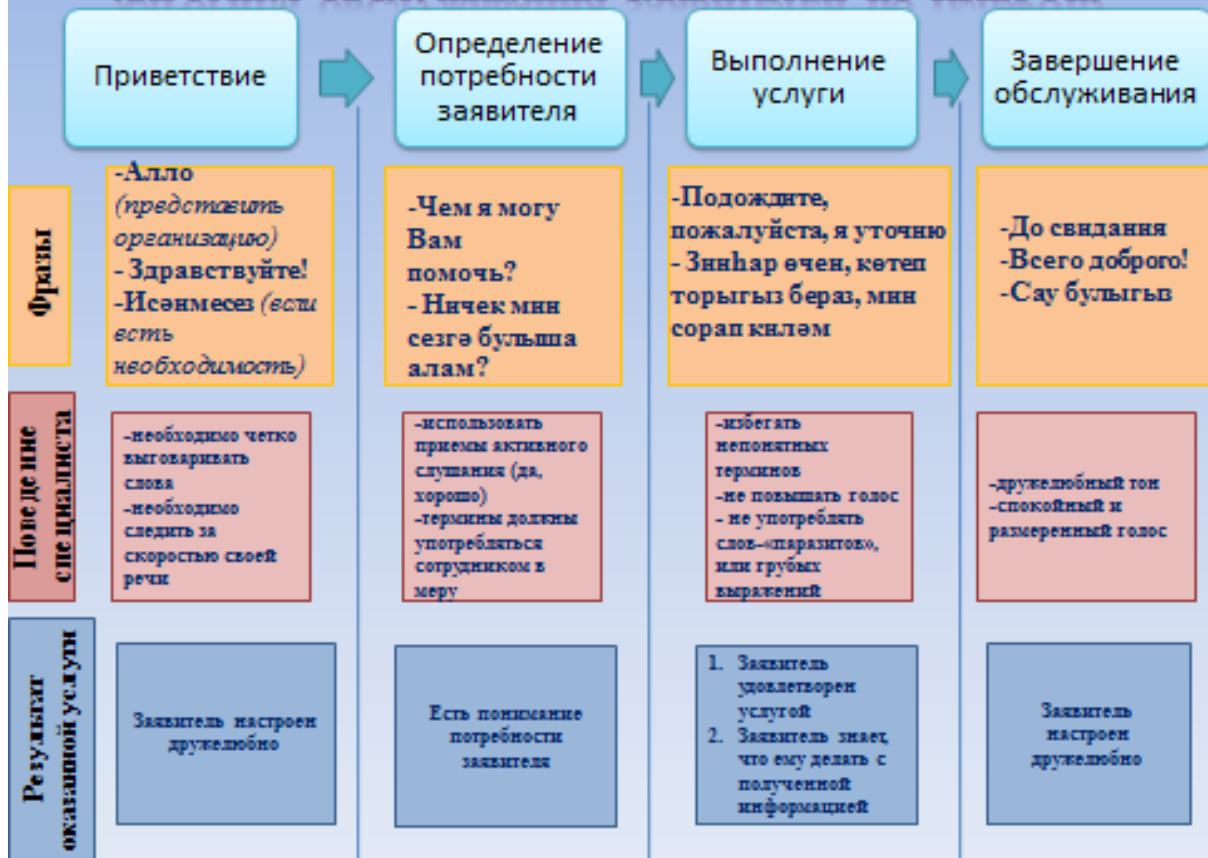 Приветствие
Определение
потребности
заявителя
Выполнение
услуги
Завершение
обслуживания
Фразы
-Алло
(представить
организацию)
- Здравствуйте!
-Исәнмесез (если
есть
необходимость)
-Чем я могу
Вам
помочь?
- Ничек мин
сезгә булыша
алам?
-Подождите,
пожалуйста, я уточню
- Зинһар өчен, көтеп
торыгыз бераз, мин
сорап киләм
-До свидания
-Всего доброго!
-Сау булыгыз
Поведение
специалиста
-необходимо четко
выговаривать
слова
-необходимо
следить за
скоростью своей
речи
-использовать
приемы активного
слушания (да,
хорошо)
-термины должны
употребляться
сотрудником в
меру
-избегать
непонятных
терминов
-не повышать голос
- не употреблять
слов-«паразитов»,
или грубых
выражений
-дружелюбный тон
-спокойный и
размеренный голос
Результат
оказанной услуги
Заявитель настроен
дружелюбно
Есть понимание
потребности
заявителя
1. Заявитель
удовлетворен
услугой
2. Заявитель знает,
что ему делать с
полученной
информацией
Заявитель
настроен
дружелюбно